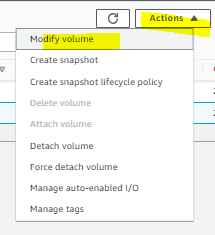 Actions
Modify volume
Create snapshot
Create snapshot lifecycle policy
Delete volume
Attach volume
Detach volume
Force detach volume
Manage auto-enabled I/O
Manage tags